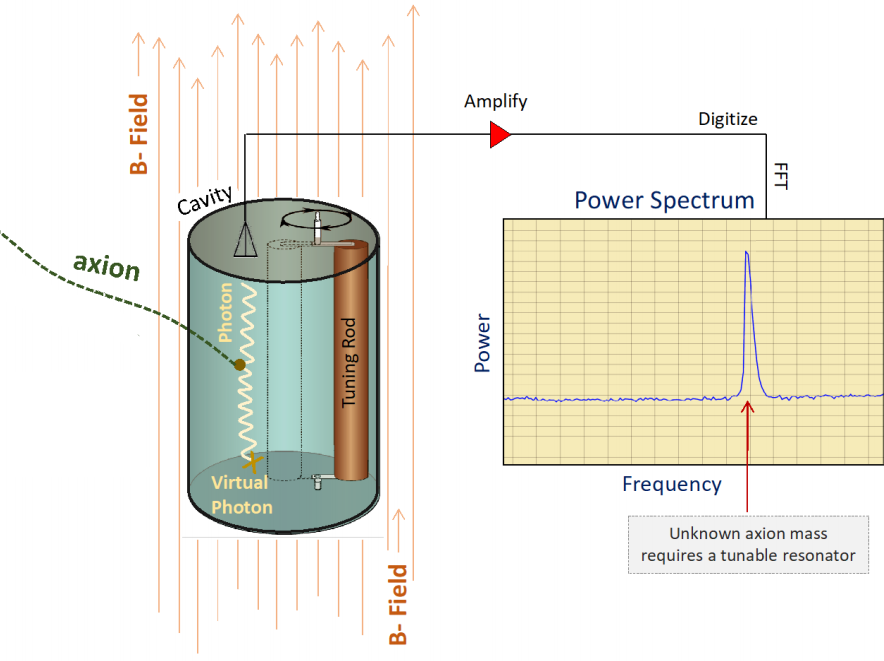 Amplify
Digitize
B- Field
FFT
Cavity
Power Spectrum
axion
Photon
Tuning Rod
Power
Virtual
Photon
Frequency
Unknown axion mass
requires a tunable resonator
B- Field